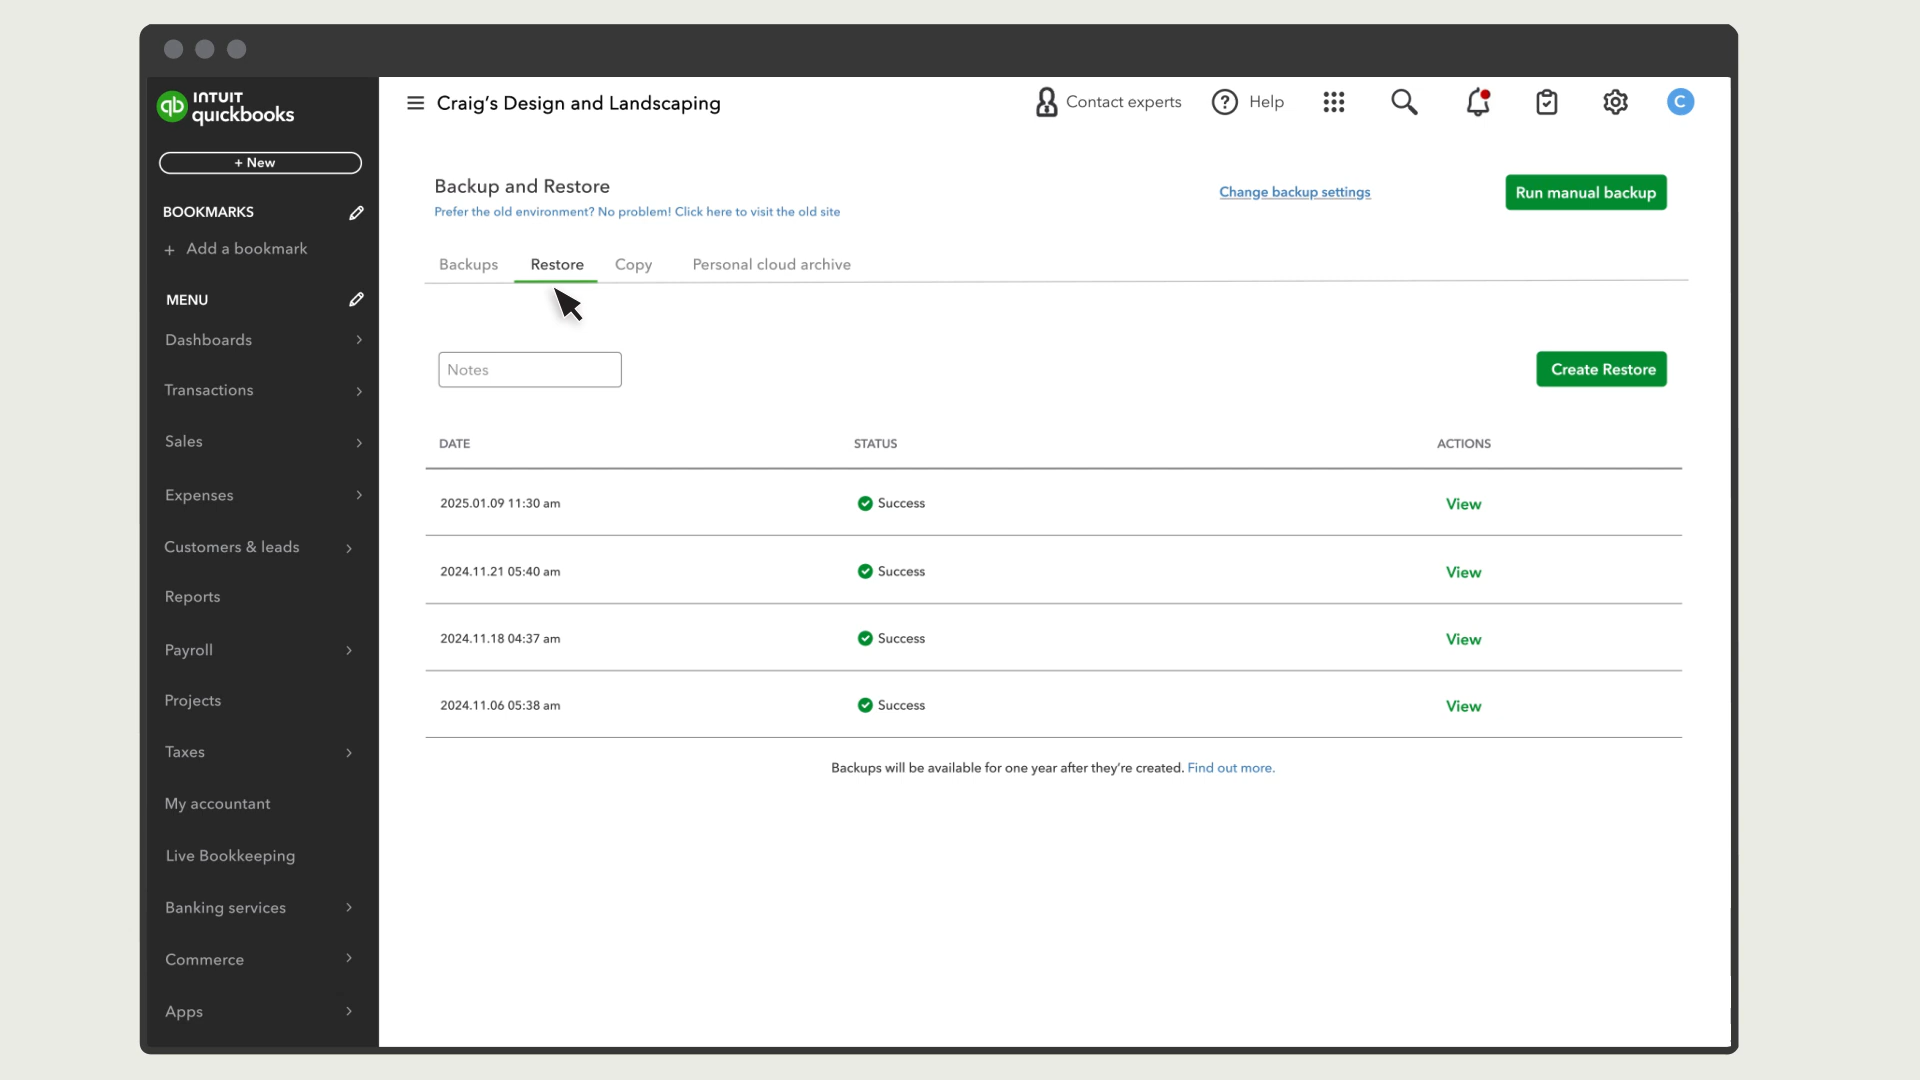 INTUIT
quickbooks
+ New
BOOKMARKS
+ Add a bookmark
MENU
Dashboards
Transactions
Sales
Expenses
Customers & leads
Reports
Payroll
Projects
Taxes
My accountant
Live Bookkeeping
Banking services
Commerce
Apps
Craig’s Design and Landscaping
Contact experts
Help
C
Backup and Restore
Prefer the old environment? No problem! Click here to visit the old site
Change backup settings
Run manual backup
Backups Restore Copy Personal cloud archive
Notes
Create Restore
DATE STATUS ACTIONS
2025.01.09 11:30 am Success View
2024.11.21 05:40 am Success View
2024.11.18 04:37 am Success View
2024.11.06 05:38 am Success View
Backups will be available for one year after they’re created. Find out more.